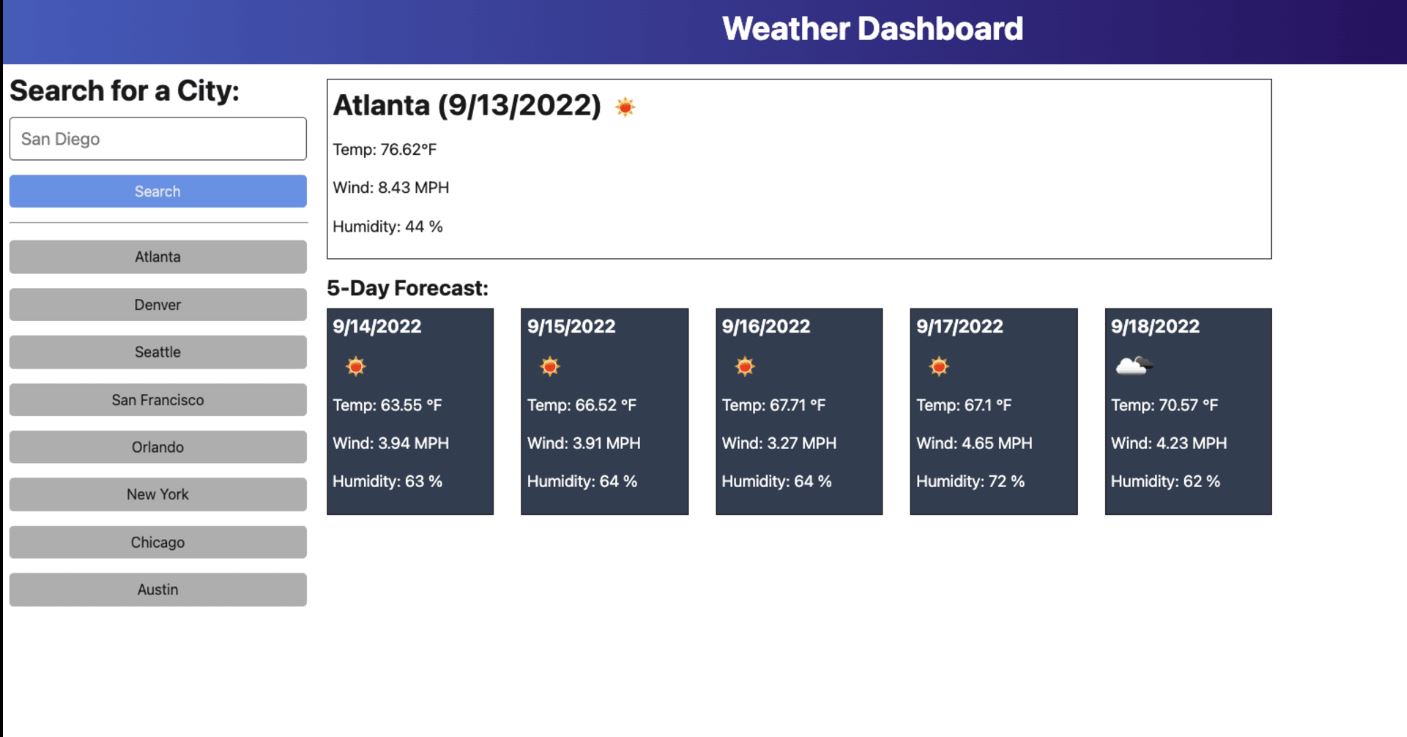 Weather Dashboard
Search for a City:
San Diego
Search
Atlanta
Denver
Seattle
San Francisco
Orlando
New York
Chicago
Austin
Atlanta (9/13/2022)
Temp: 76.62°F
Wind: 8.43 MPH
Humidity: 44 %
5-Day Forecast:
9/14/2022
Temp: 63.55 °F
Wind: 3.94 MPH
Humidity: 63 %
9/15/2022
Temp: 66.52 °F
Wind: 3.91 MPH
Humidity: 64 %
9/16/2022
Temp: 67.71 °F
Wind: 3.27 MPH
Humidity: 64 %
9/17/2022
Temp: 67.1 °F
Wind: 4.65 MPH
Humidity: 72 %
9/18/2022
Temp: 70.57 °F
Wind: 4.23 MPH
Humidity: 62 %